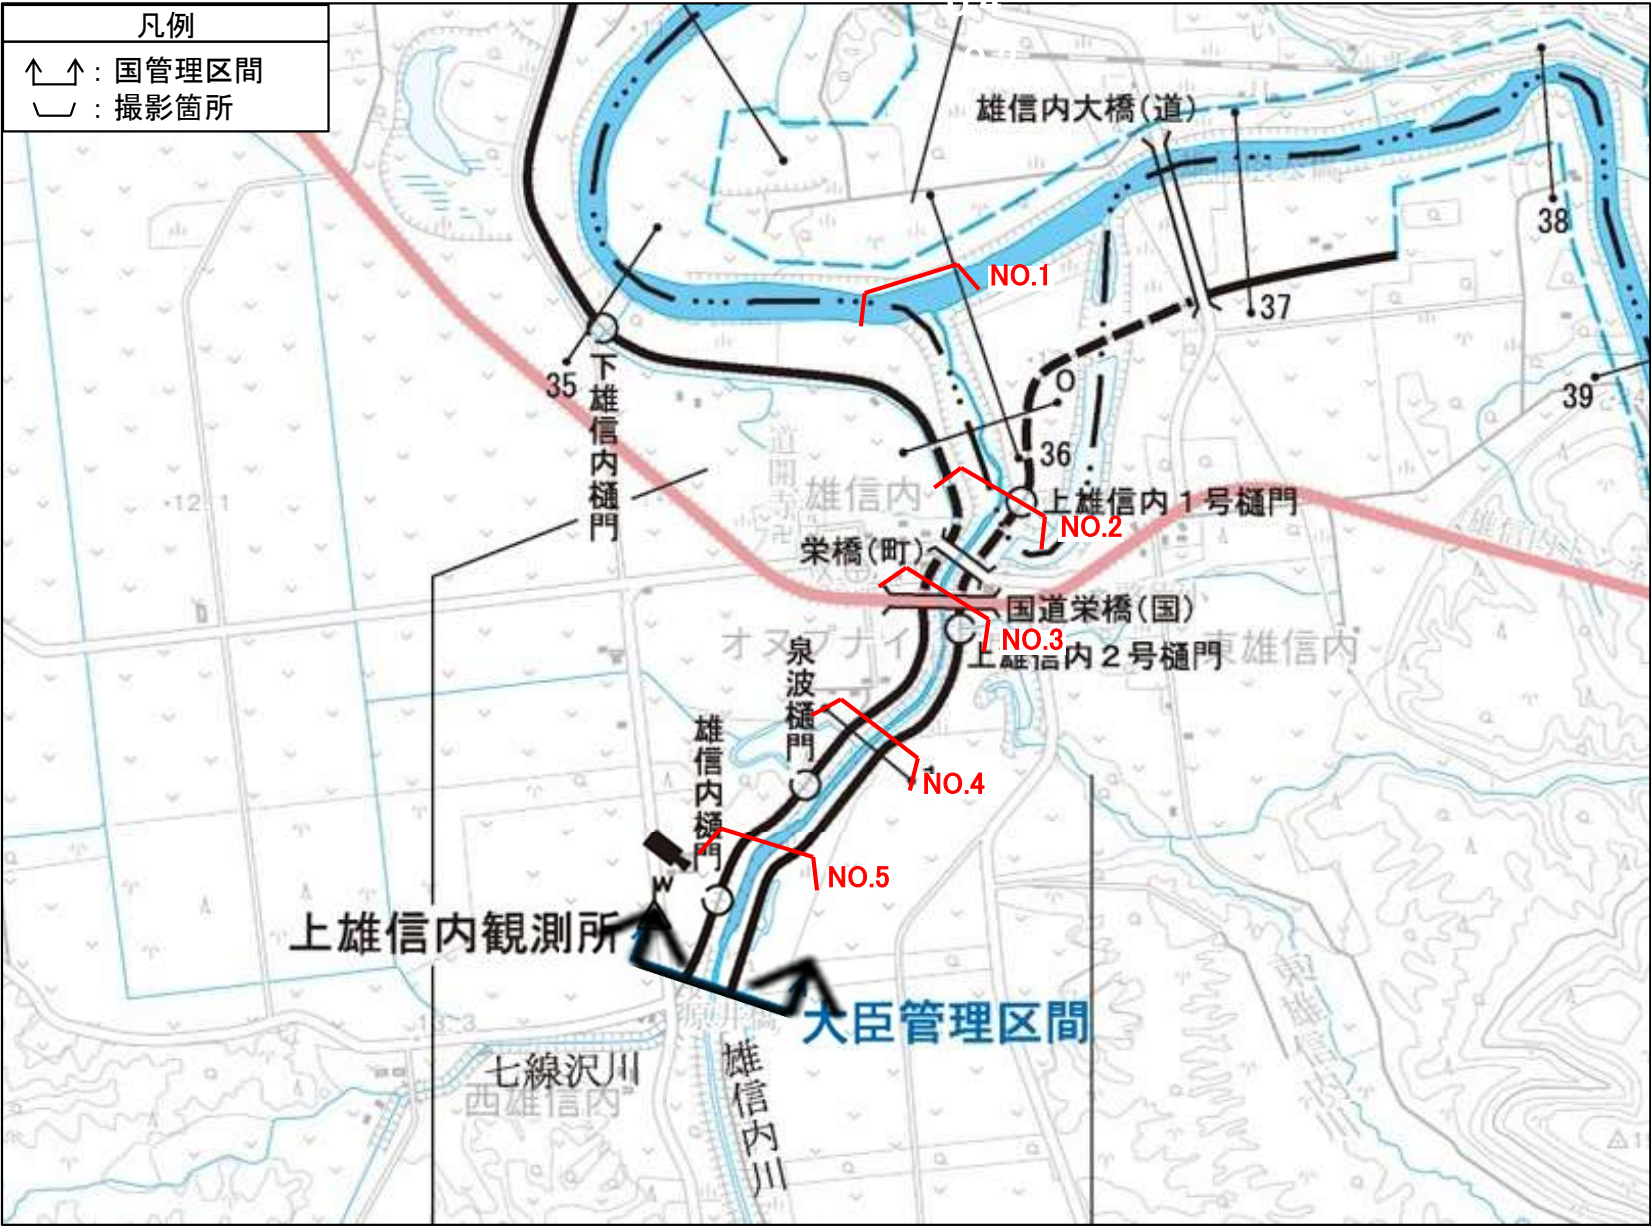 凡例
: 国管理区間
: 撮影箇所
雄信内大橋(道)
38
NO.1
37
35
下雄信内樋門
39
O
36
・12.1
雄信内
上雄信内1号樋門
NO.2
栄橋(町)
国道栄橋(国)
NO.3
オヌプナイ
上雄信内2号樋門
東雄信内
泉波樋門
雄信内樋門
NO.4
NO.5
W
上雄信内観測所
大臣管理区間
七線沢川
西雄信内
雄信内川